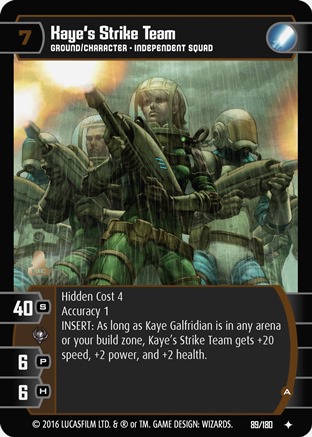 7 Kaye's Strike Team
GROUND/CHARACTER - INDEPENDENT SQUAD
40 S
6 P
6 H
Hidden Cost 4
Accuracy 1
INSERT: As long as Kaye Galfridian is in any arena
or your build zone, Kaye's Strike Team gets +20
speed, +2 power, and +2 health.
A
© 2016 LUCASFILM LTD. & ® or TM. GAME DESIGN: WIZARDS. 89/180